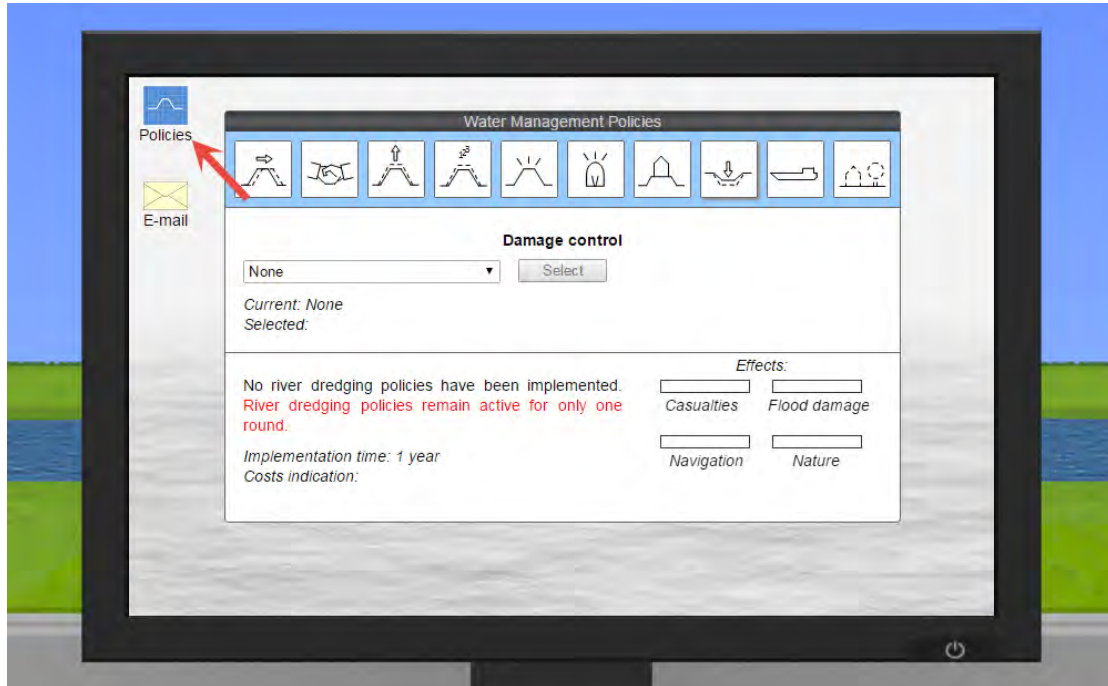 Policies
E-mail
Water Management Policies
Damage control
None
Select
Current: None
Selected:
No river dredging policies have been implemented.
River dredging policies remain active for only one
round.
Implementation time: 1 year
Costs indication:
Effects:
Casualties Flood damage
Navigation Nature